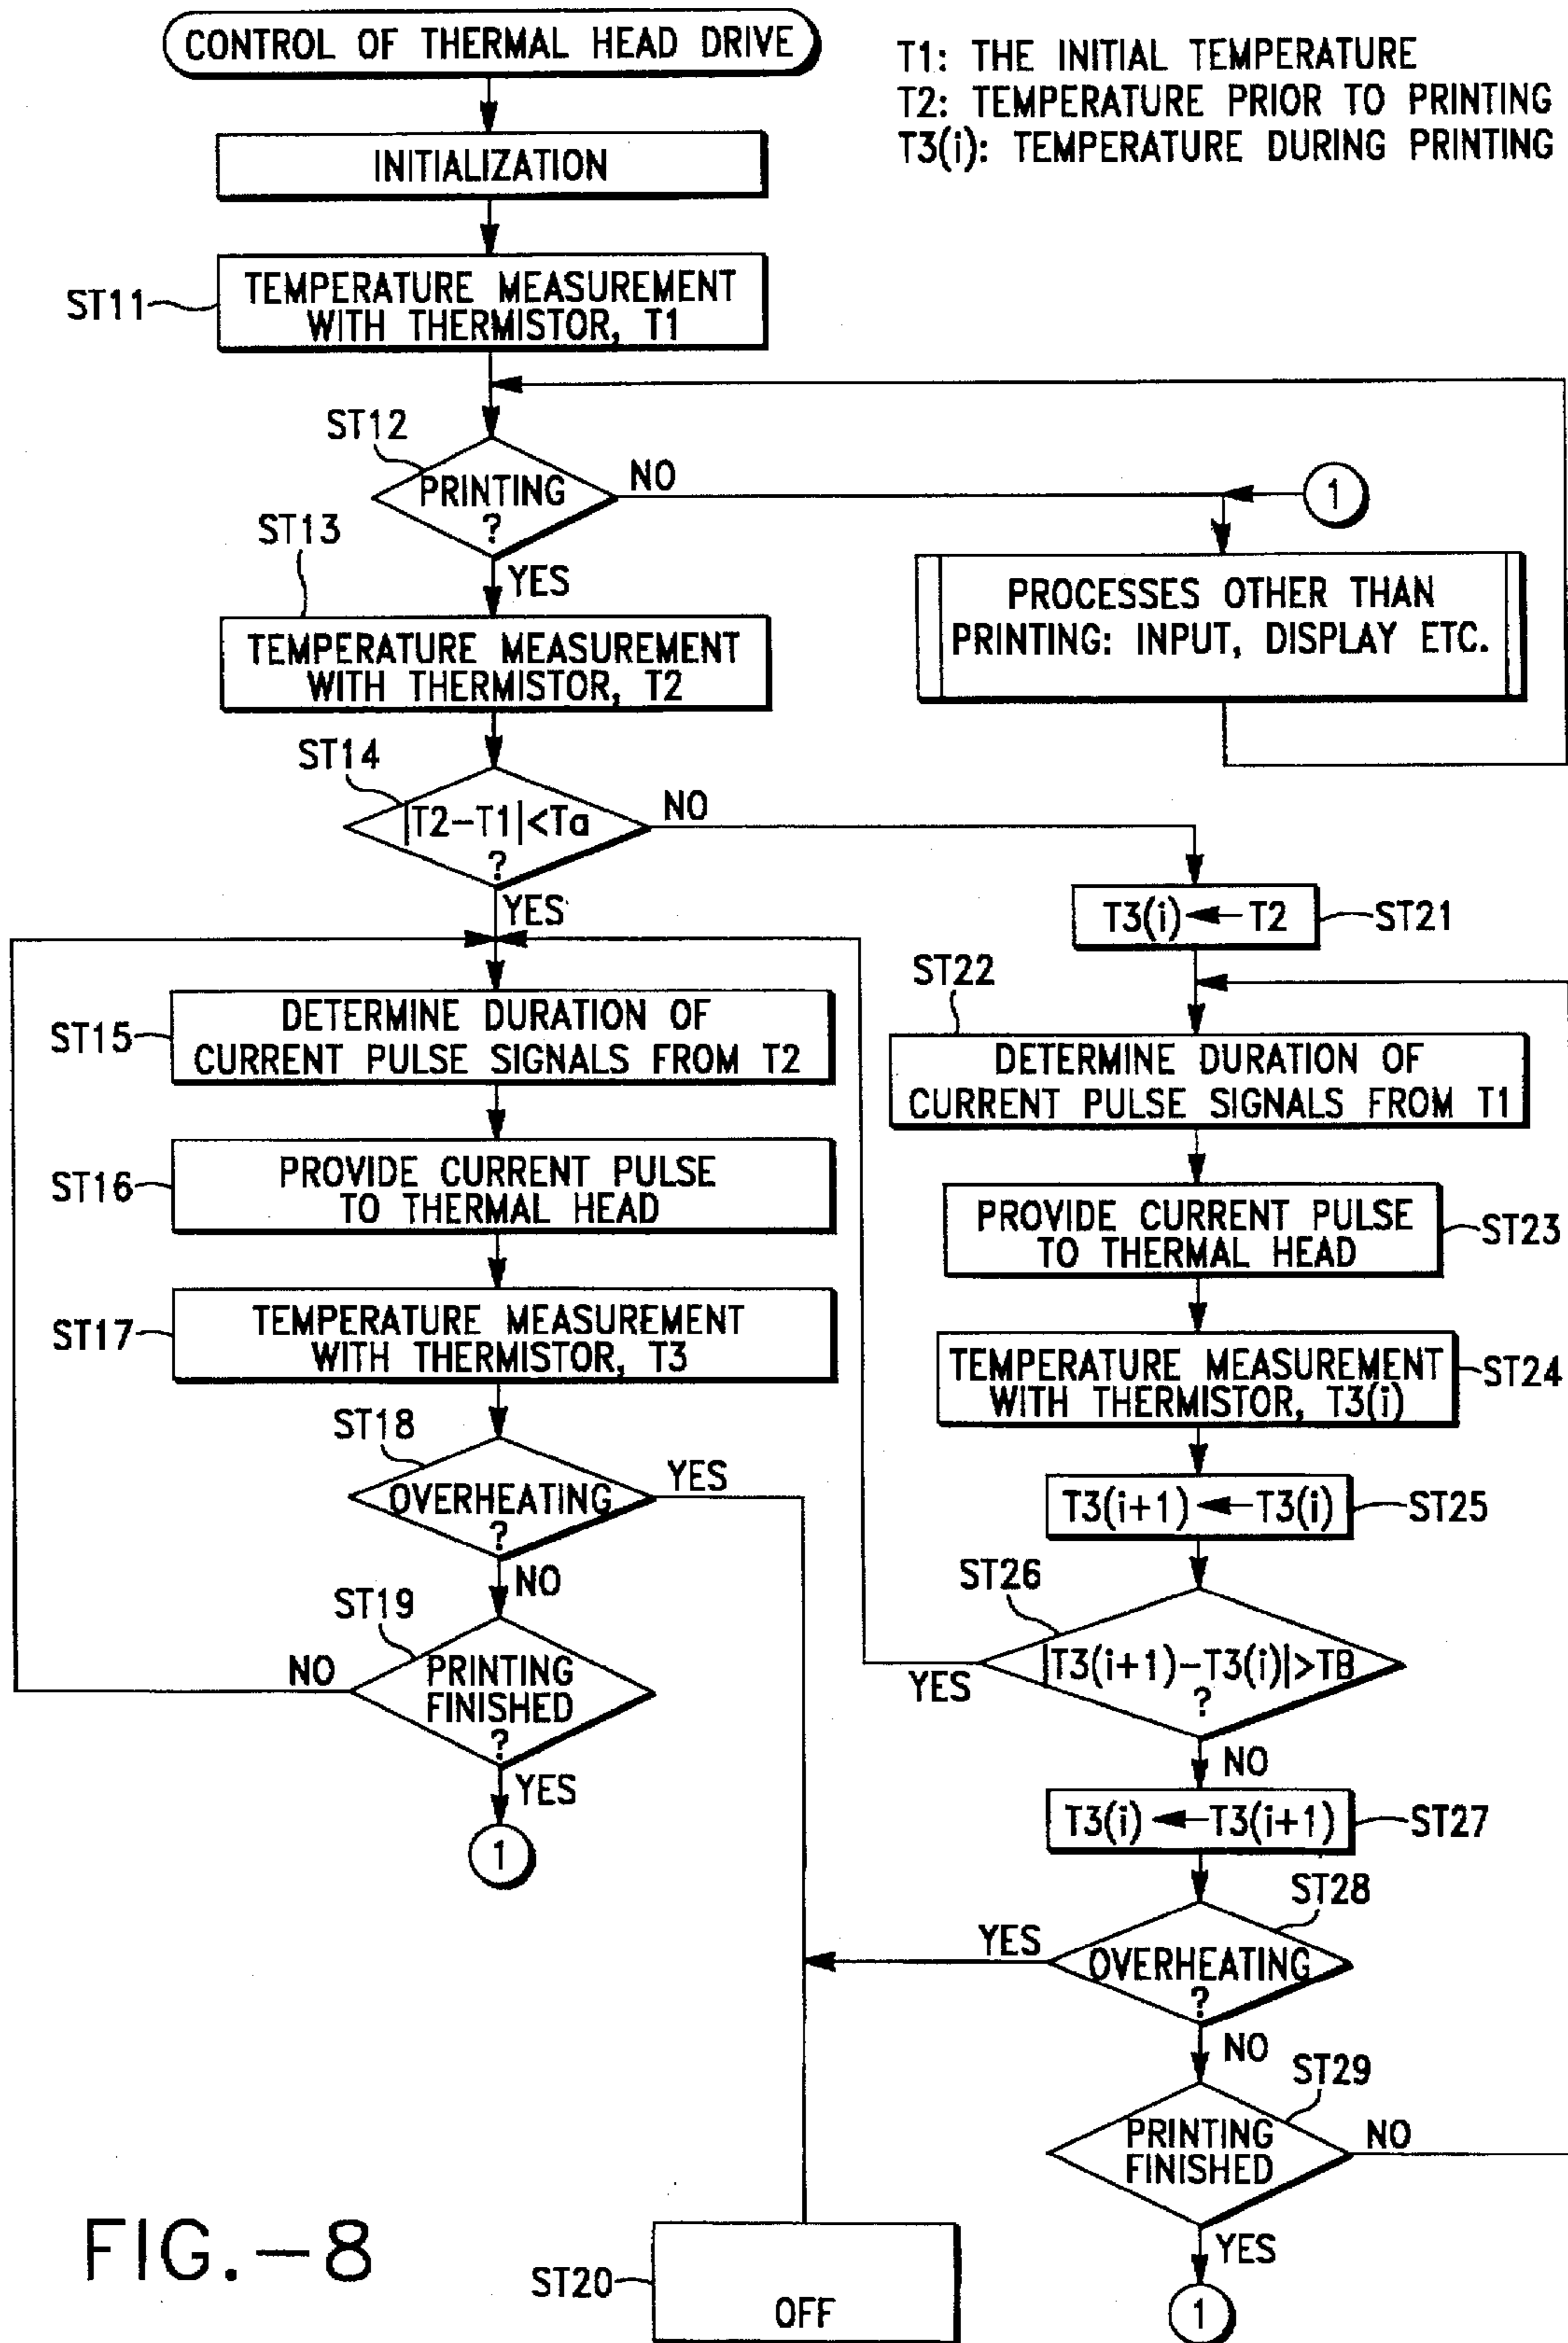 CONTROL OF THERMAL HEAD DRIVE
T1: THE INITIAL TEMPERATURE
T2: TEMPERATURE PRIOR TO PRINTING
T3(i): TEMPERATURE DURING PRINTING
INITIALIZATION
ST11
TEMPERATURE MEASUREMENT
WITH THERMISTOR, T1
ST12
PRINTING
?
NO
1
YES
PROCESSES OTHER THAN
PRINTING: INPUT, DISPLAY ETC.
ST13
TEMPERATURE MEASUREMENT
WITH THERMISTOR, T2
ST14
|T2-T1|<Ta
?
NO
YES
T3(i) ← T2
ST21
ST15
DETERMINE DURATION OF
CURRENT PULSE SIGNALS FROM T2
ST22
DETERMINE DURATION OF
CURRENT PULSE SIGNALS FROM T1
ST16
PROVIDE CURRENT PULSE
TO THERMAL HEAD
PROVIDE CURRENT PULSE
TO THERMAL HEAD
ST23
ST17
TEMPERATURE MEASUREMENT
WITH THERMISTOR, T3
TEMPERATURE MEASUREMENT
WITH THERMISTOR, T3(i)
ST24
ST18
OVERHEATING
?
YES
NO
T3(i+1) ← T3(i)
ST25
ST19
PRINTING
FINISHED
?
NO
YES
1
ST26
|T3(i+1)-T3(i)|>TB
?
YES
NO
T3(i) ← T3(i+1)
ST27
ST28
OVERHEATING
?
YES
NO
ST29
PRINTING
FINISHED
NO
YES
1
ST20
OFF
FIG.-8